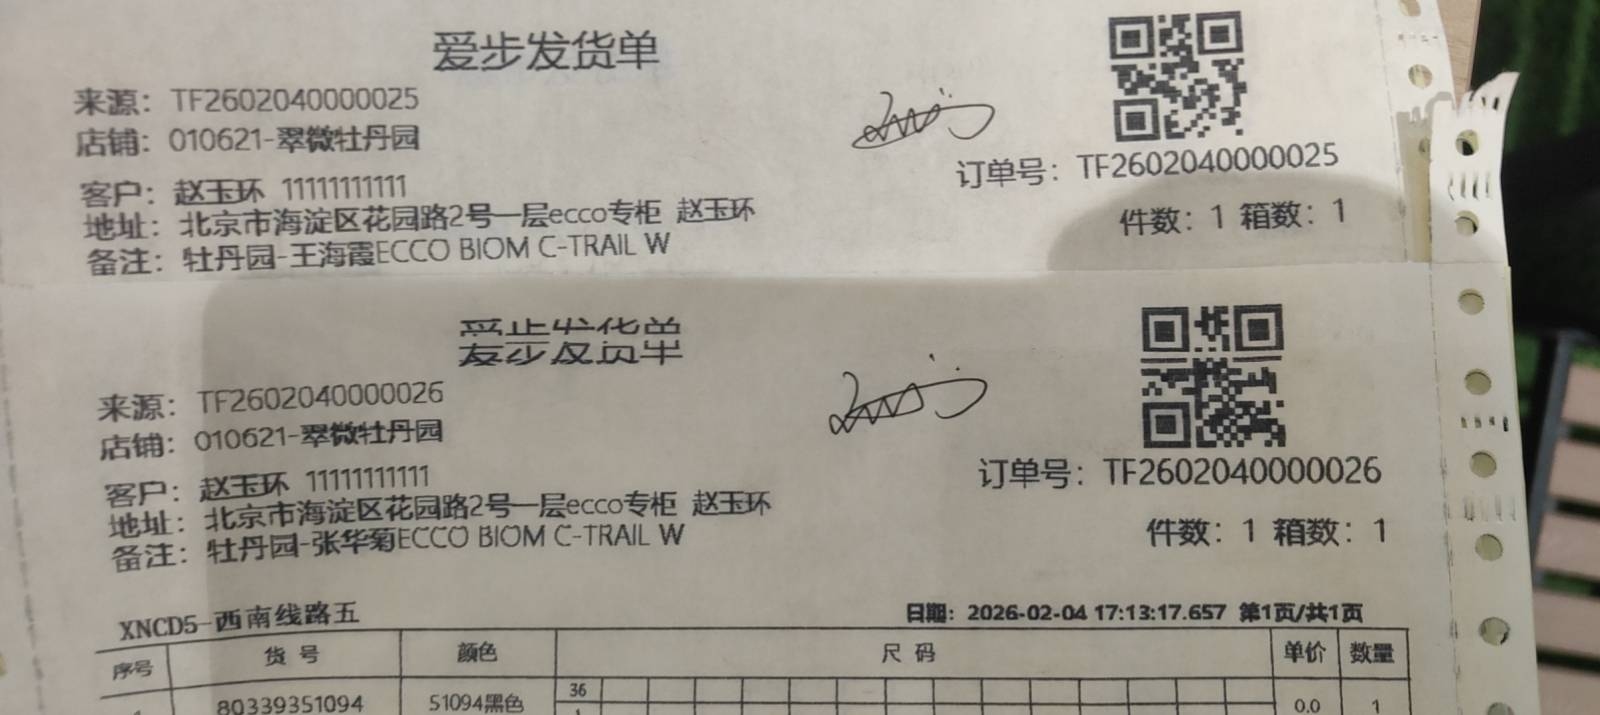 爱步发货单
来源：TF2602040000025
店铺：010621-翠微牡丹园
订单号：TF2602040000025
客户：赵玉环 11111111111
件数：1 箱数：1
地址：北京市海淀区花园路2号一层ecco专柜 赵玉环
备注：牡丹园-王海霞ECCO BIOM C-TRAIL W
爱步发货单
来源：TF2602040000026
店铺：010621-翠微牡丹园
订单号：TF2602040000026
客户：赵玉环 11111111111
地址：北京市海淀区花园路2号一层ecco专柜 赵玉环
件数：1 箱数：1
备注：牡丹园-张华菊ECCO BIOM C-TRAIL W
XNCD5-西南线路五 日期：2026-02-04 17:13:17.657 第1页/共1页
序号 货号 颜色 尺码 单价 数量
36
1 80339351094 51094黑色 1 0.0 1